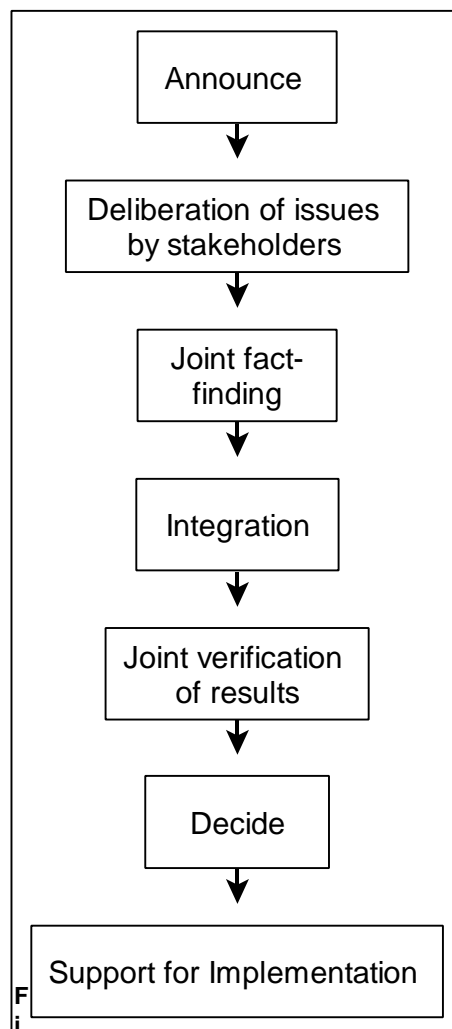 Announce
Deliberation of issues
by stakeholders
Joint fact-
finding
Integration
Joint verification
of results
Decide
Support for Implementation
F
i